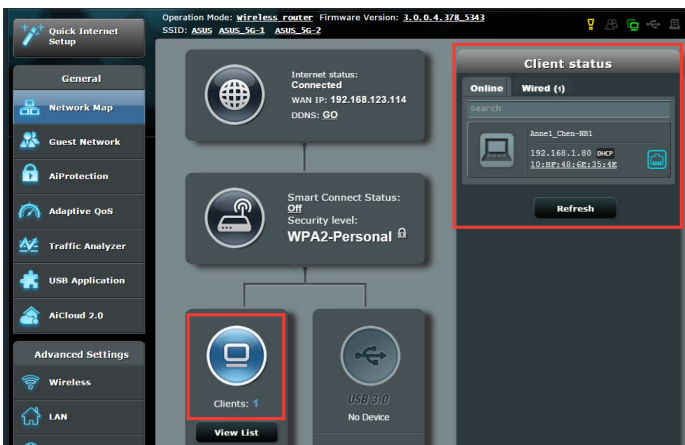 Operation Mode: Wireless router Firmware Version: 3.0.0.4.378_5343
SSID: ASUS ASUS_5G-1 ASUS_5G-2
Quick Internet
Setup
General
Network Map
Guest Network
AiProtection
Adaptive QoS
Traffic Analyzer
USB Application
AiCloud 2.0
Advanced Settings
Wireless
LAN
Internet status:
Connected
WAN IP: 192.168.123.114
DDNS: GO
Smart Connect Status:
Off
Security level:
WPA2-Personal
Clients: 1
View List
USB 3.0
No Device
Client status
Online Wired (1)
Search
Anne1_Chen-NB1
192.168.1.80 DHCP
10:BF:48:6E:35:4E
Refresh